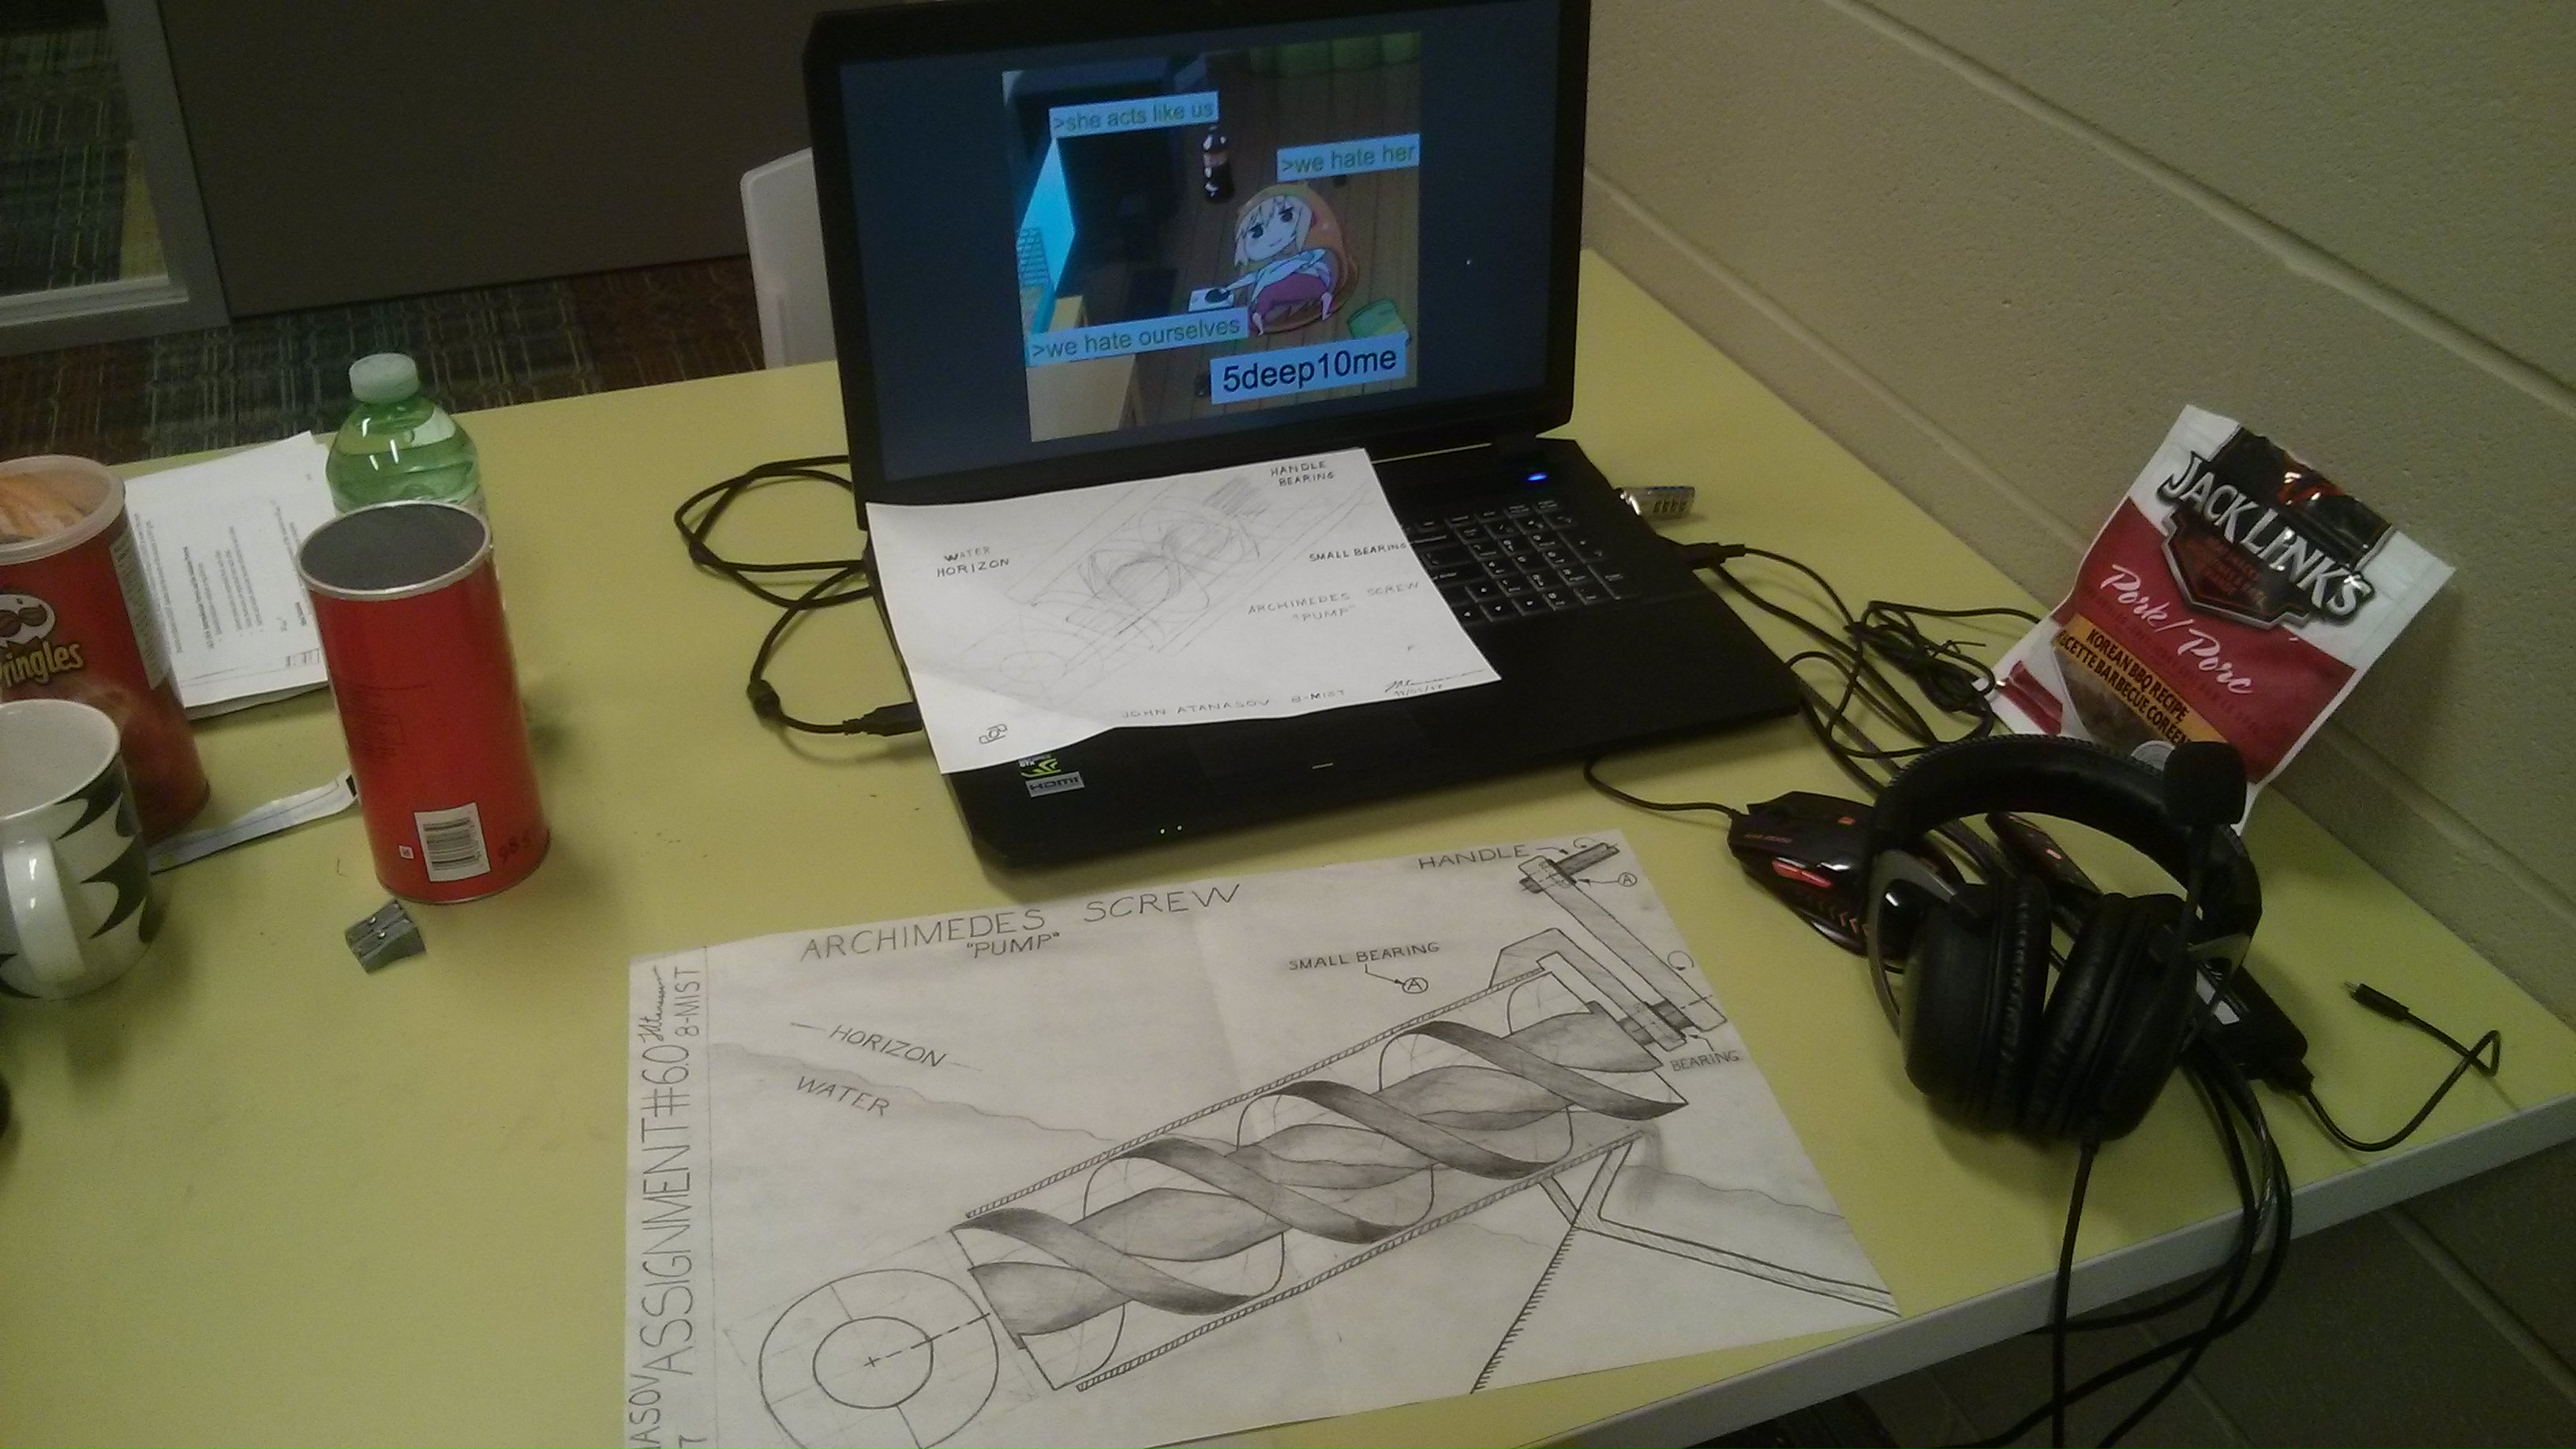 >she acts like us
>we hate her
>we hate ourselves
5deep10me
HANDLE
BEARING
WATER
HORIZON
SMALL BEARING
ARCHIMEDES SCREW
"PUMP"
JOHN ATANASOV 8-MIST
HDMI
Pringles
JACK LINK'S
Pork/Porc
KOREAN BBQ RECIPE
RECETTE BARBECUE CORÉEN
ARCHIMEDES SCREW
"PUMP"
HANDLE
A
SMALL BEARING
A
BEARING
HORIZON
WATER
ASSIGNMENT #6.0
8-MIST
NASOV